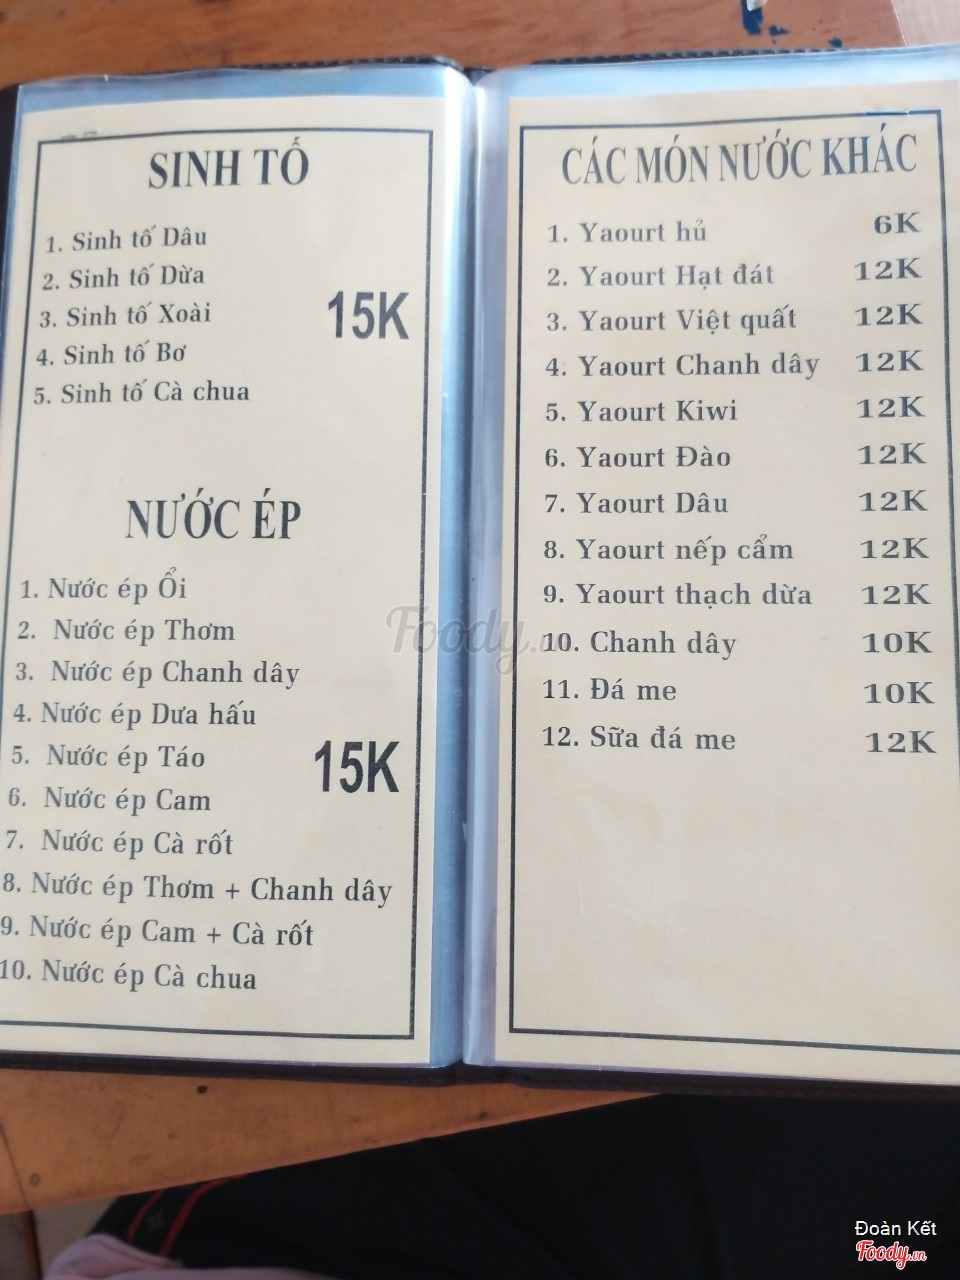 SINH TỐ
1. Sinh tố Dâu
2. Sinh tố Dừa
3. Sinh tố Xoài
4. Sinh tố Bơ
5. Sinh tố Cà chua
15K
NƯỚC ÉP
1. Nước ép Ổi
2. Nước ép Thơm
3. Nước ép Chanh dây
4. Nước ép Dưa hấu
5. Nước ép Táo
6. Nước ép Cam
7. Nước ép Cà rốt
8. Nước ép Thơm + Chanh dây
9. Nước ép Cam + Cà rốt
10. Nước ép Cà chua
15K
CÁC MÓN NƯỚC KHÁC
1. Yaourt hủ 6K
2. Yaourt Hạt đát 12K
3. Yaourt Việt quất 12K
4. Yaourt Chanh dây 12K
5. Yaourt Kiwi 12K
6. Yaourt Đào 12K
7. Yaourt Dâu 12K
8. Yaourt nếp cẩm 12K
9. Yaourt thạch dừa 12K
10. Chanh dây 10K
11. Đá me 10K
12. Sữa đá me 12K
Foody.vn
Đoàn Kết
Foody.vn